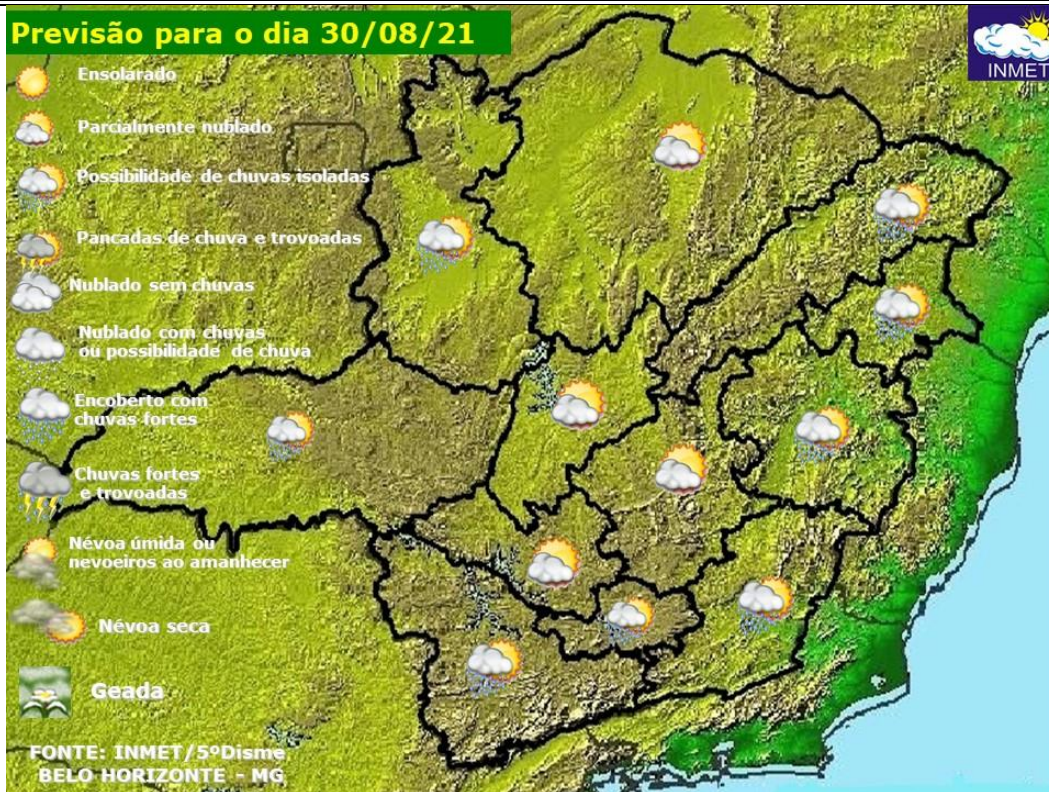 Previsão para o dia 30/08/21
INMET
Ensolarado
Parcialmente nublado
Possibilidade de chuvas isoladas
Pancadas de chuva e trovoadas
Nublado sem chuvas
Nublado com chuvas
ou possibilidade de chuva
Encoberto com
chuvas fortes
Chuvas fortes
e trovoadas
Névoa úmida ou
nevoeiros ao amanhecer
Névoa seca
Geada
FONTE: INMET/5ºDisme
BELO HORIZONTE - MG